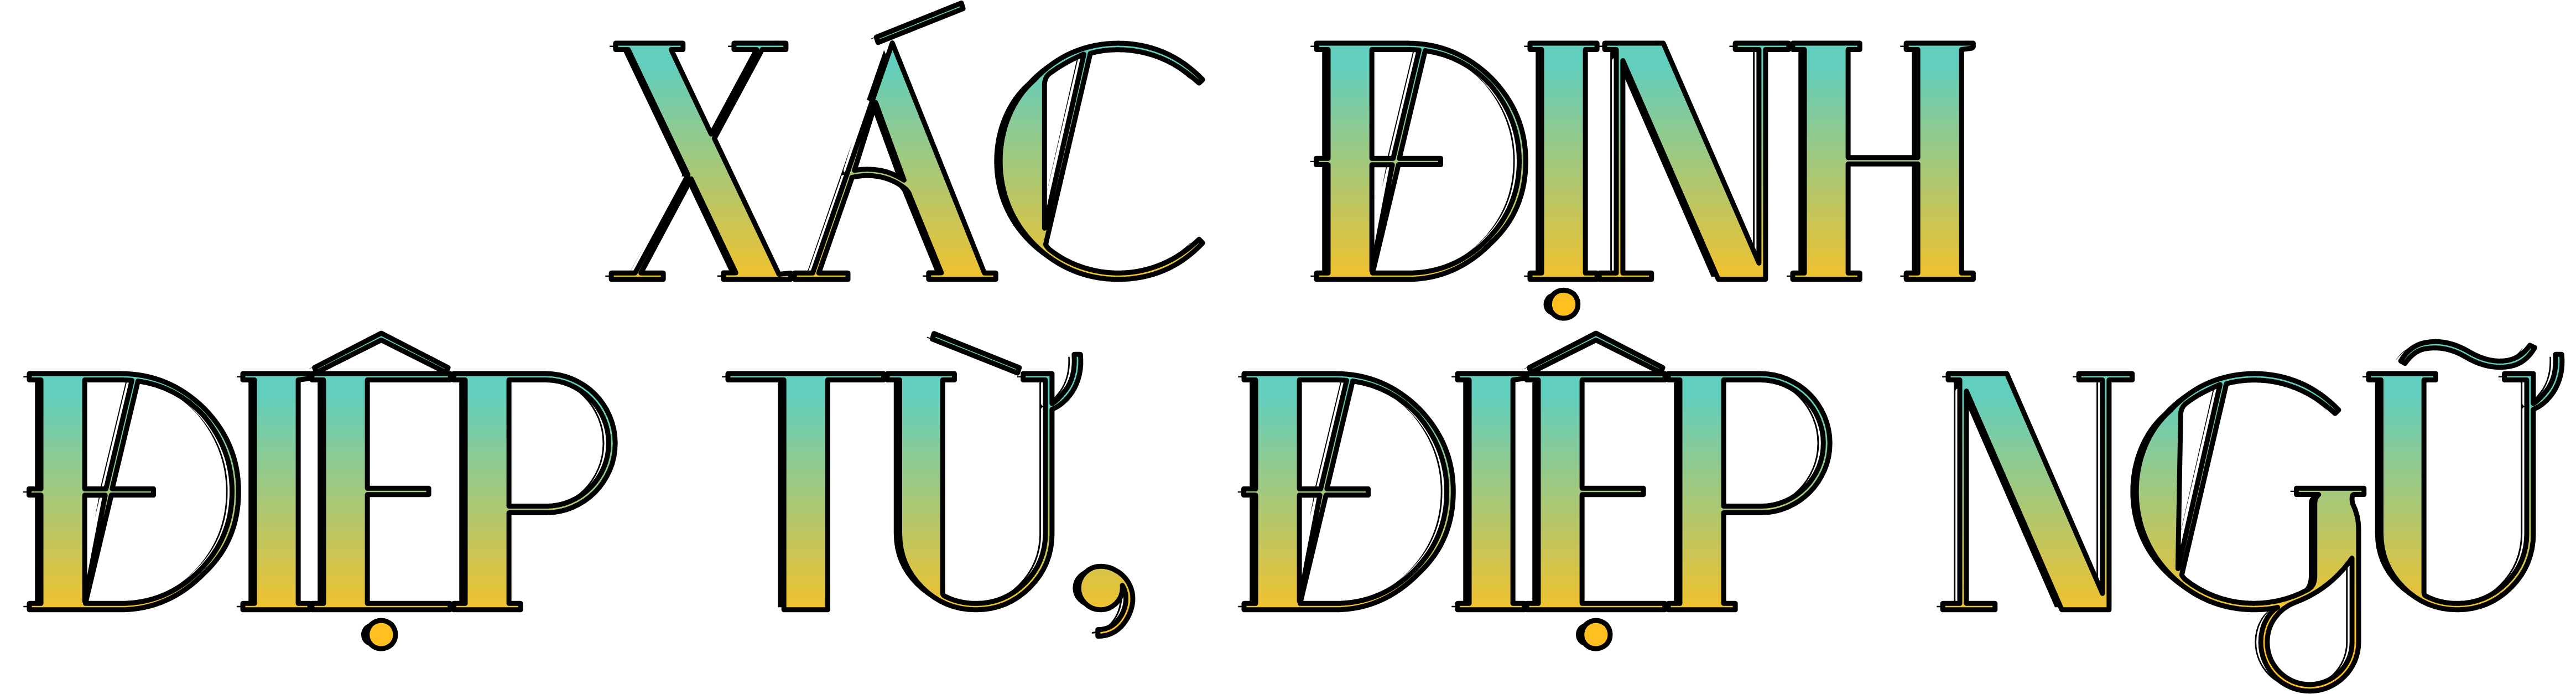 XÁC ĐỊNH
ĐIỆP TỪ, ĐIỆP NGỮ